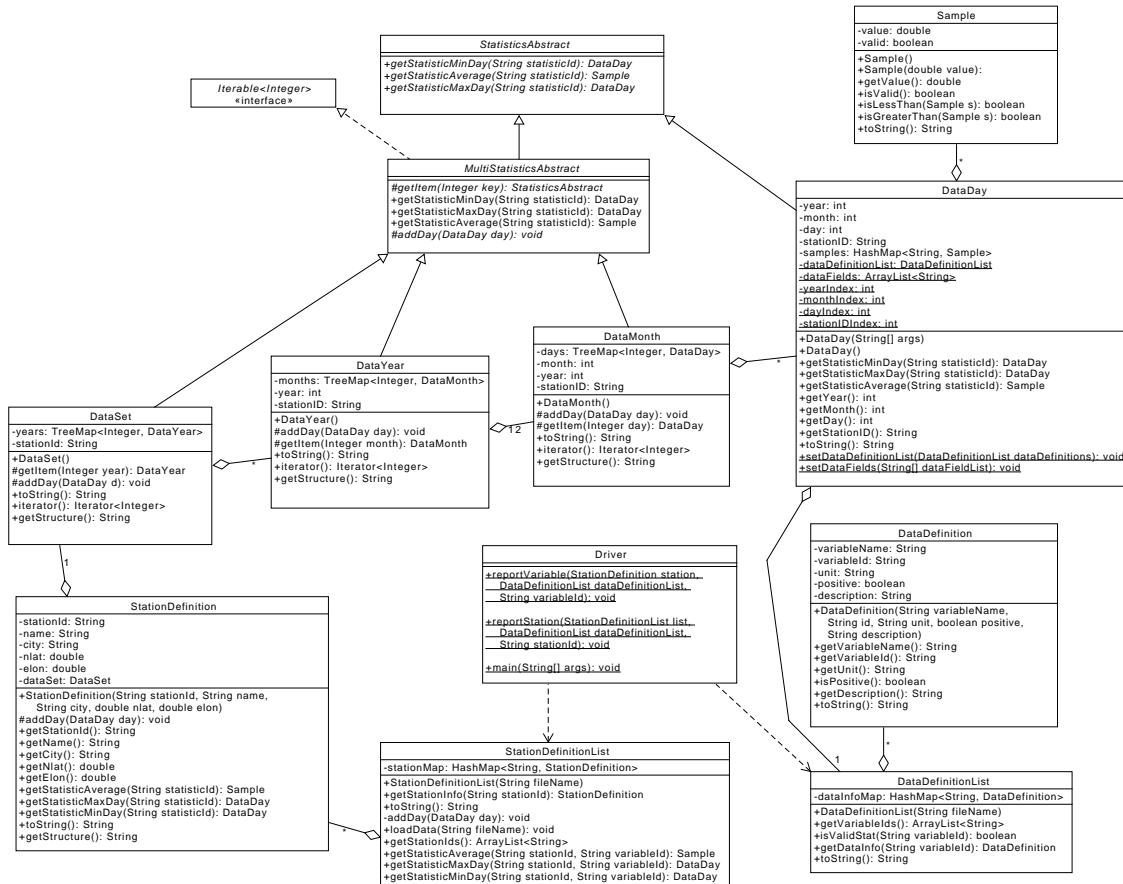 Sample
-value: double
-valid: boolean
+Sample()
+Sample(double value):
+getValue(): double
+isValid(): boolean
+isLessThan(Sample s): boolean
+isGreaterThan(Sample s): boolean
+toString(): String
*
StatisticsAbstract
+getStatisticMinDay(String statisticId): DataDay
+getStatisticAverage(String statisticId): Sample
+getStatisticMaxDay(String statisticId): DataDay
Iterable<Integer>
«interface»
MultiStatisticsAbstract
#getItem(Integer key): StatisticsAbstract
+getStatisticMinDay(String statisticId): DataDay
+getStatisticMaxDay(String statisticId): DataDay
+getStatisticAverage(String statisticId): Sample
#addDay(DataDay day): void
DataDay
-year: int
-month: int
-day: int
-stationID: String
-samples: HashMap<String, Sample>
-dataDefinitionList: DataDefinitionList
-dataFields: ArrayList<String>
-yearIndex: int
-monthIndex: int
-dayIndex: int
-stationIDIndex: int
+DataDay(String[] args)
+DataDay()
+getStatisticMinDay(String statisticId): DataDay
+getStatisticMaxDay(String statisticId): DataDay
+getStatisticAverage(String statisticId): Sample
+getYear(): int
+getMonth(): int
+getDay(): int
+getStationID(): String
+toString(): String
+setDataDefinitionList(DataDefinitionList dataDefinitions): void
+setDataFields(String[] dataFieldList): void
DataMonth
-days: TreeMap<Integer, DataDay>
-month: int
-year: int
-stationID: String
+DataMonth()
#addDay(DataDay day): void
#getItem(Integer day): DataDay
+toString(): String
+iterator(): Iterator<Integer>
+getStructure(): String
*
DataYear
-months: TreeMap<Integer, DataMonth>
-year: int
-stationID: String
+DataYear()
#addDay(DataDay day): void
#getItem(Integer month): DataMonth
+toString(): String
+iterator(): Iterator<Integer>
+getStructure(): String
12
DataSet
-years: TreeMap<Integer, DataYear>
-stationId: String
+DataSet()
#getItem(Integer year): DataYear
#addDay(DataDay d): void
+toString(): String
+iterator(): Iterator<Integer>
+getStructure(): String
*
1
Driver
+reportVariable(StationDefinition station,
DataDefinitionList dataDefinitionList,
String variableId): void
+reportStation(StationDefinitionList list,
DataDefinitionList dataDefinitionList,
String stationId): void
+main(String[] args): void
DataDefinition
-variableName: String
-variableId: String
-unit: String
-positive: boolean
-description: String
+DataDefinition(String variableName,
String id, String unit, boolean positive,
String description)
+getVariableName(): String
+getVariableId(): String
+getUnit(): String
+isPositive(): boolean
+getDescription(): String
+toString(): String
*
1
StationDefinition
-stationId: String
-name: String
-city: String
-nlat: double
-elon: double
-dataSet: DataSet
+StationDefinition(String stationId, String name,
String city, double nlat, double elon)
#addDay(DataDay day): void
+getStationId(): String
+getName(): String
+getCity(): String
+getNlat(): double
+getElon(): double
+getStatisticAverage(String statisticId): Sample
+getStatisticMaxDay(String statisticId): DataDay
+getStatisticMinDay(String statisticId): DataDay
+toString(): String
+getStructure(): String
*
StationDefinitionList
-stationMap: HashMap<String, StationDefinition>
+StationDefinitionList(String fileName)
+getStationInfo(String stationId): StationDefinition
+toString(): String
-addDay(DataDay day): void
+loadData(String fileName): void
+getStationIds(): ArrayList<String>
+getStatisticAverage(String stationId, String variableId): Sample
+getStatisticMaxDay(String stationId, String variableId): DataDay
+getStatisticMinDay(String stationId, String variableId): DataDay
DataDefinitionList
-dataInfoMap: HashMap<String, DataDefinition>
+DataDefinitionList(String fileName)
+getVariableIds(): ArrayList<String>
+isValidStat(String variableId): boolean
+getDataInfo(String variableId): DataDefinition
+toString(): String